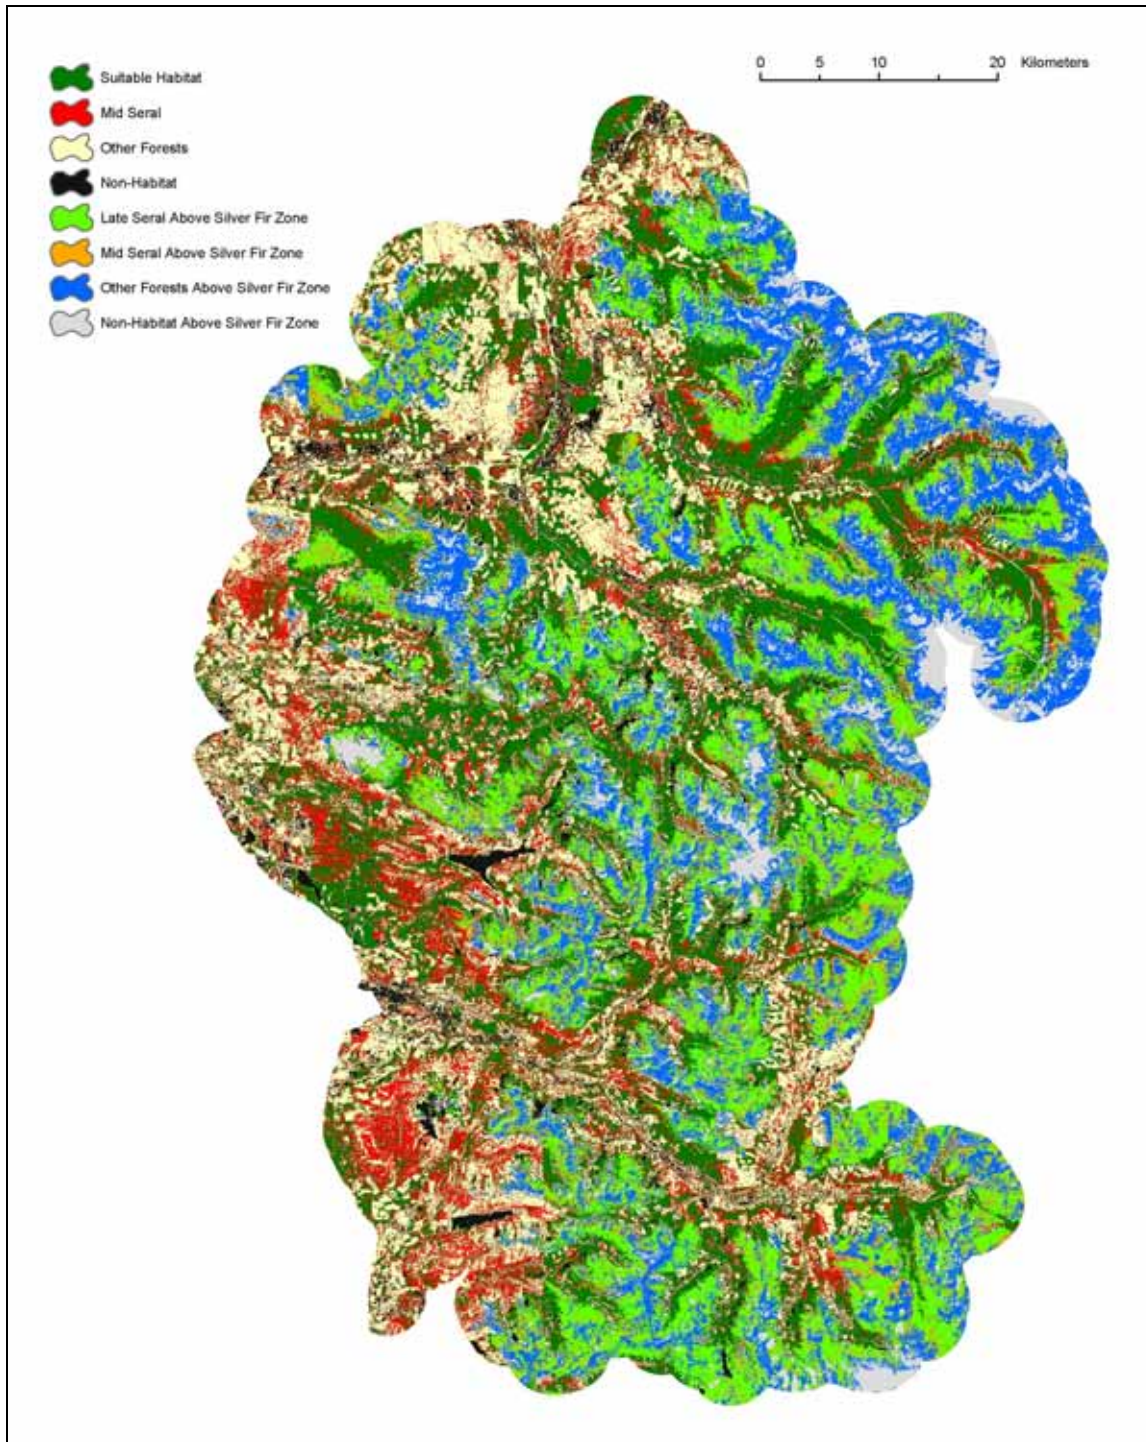 0 5 10 20 Kilometers
Suitable Habitat
Mid Seral
Other Forests
Non-Habitat
Late Seral Above Silver Fir Zone
Mid Seral Above Silver Fir Zone
Other Forests Above Silver Fir Zone
Non-Habitat Above Silver Fir Zone